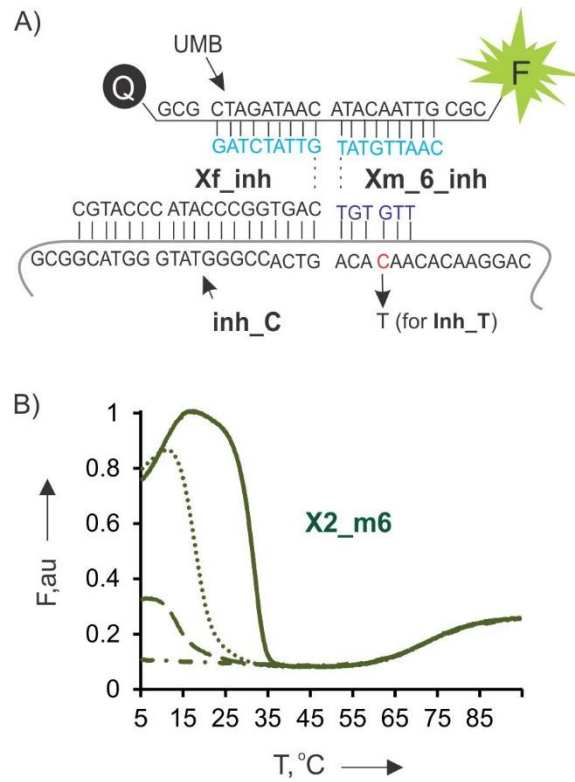 A)
UMB
Q
F
GCG CTAGATAAC ATACAATTG CGC
GATCTATTG TATGTTAAC
Xf_inh Xm_6_inh
CGTACCC ATACCCGGTGAC TGT GTT
GCGGCATGGG GTATGGGCCACTG ACA CAACACAAGGAC
inh_C
T (for Inh_T)
B)
1
0.8
0.6
0.4
0.2
0
F,au
X2_m6
5 15 25 35 45 55 65 75 85
T, °C